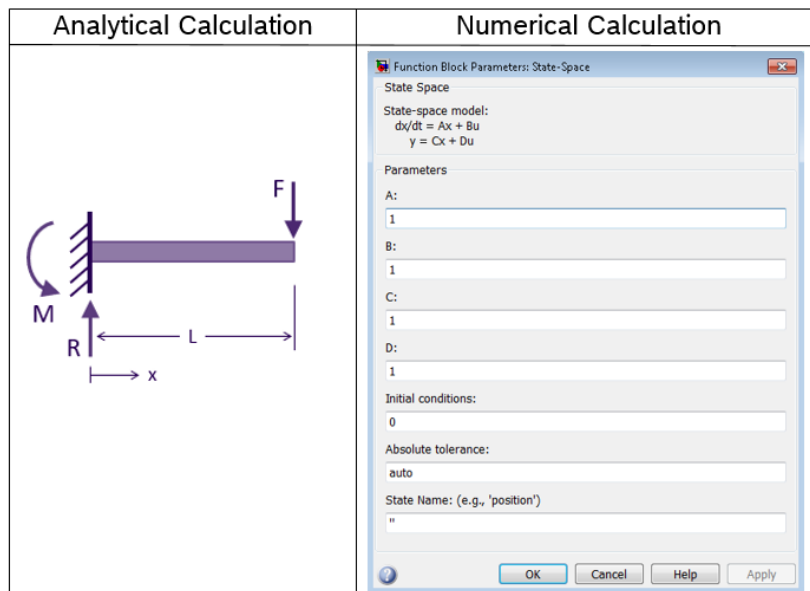 Analytical Calculation
Numerical Calculation
F
M
R
L
x
Function Block Parameters: State-Space
State Space
State-space model:
dx/dt = Ax + Bu
y = Cx + Du
Parameters
A:
1
B:
1
C:
1
D:
1
Initial conditions:
0
Absolute tolerance:
auto
State Name: (e.g., 'position')
''
OK Cancel Help Apply